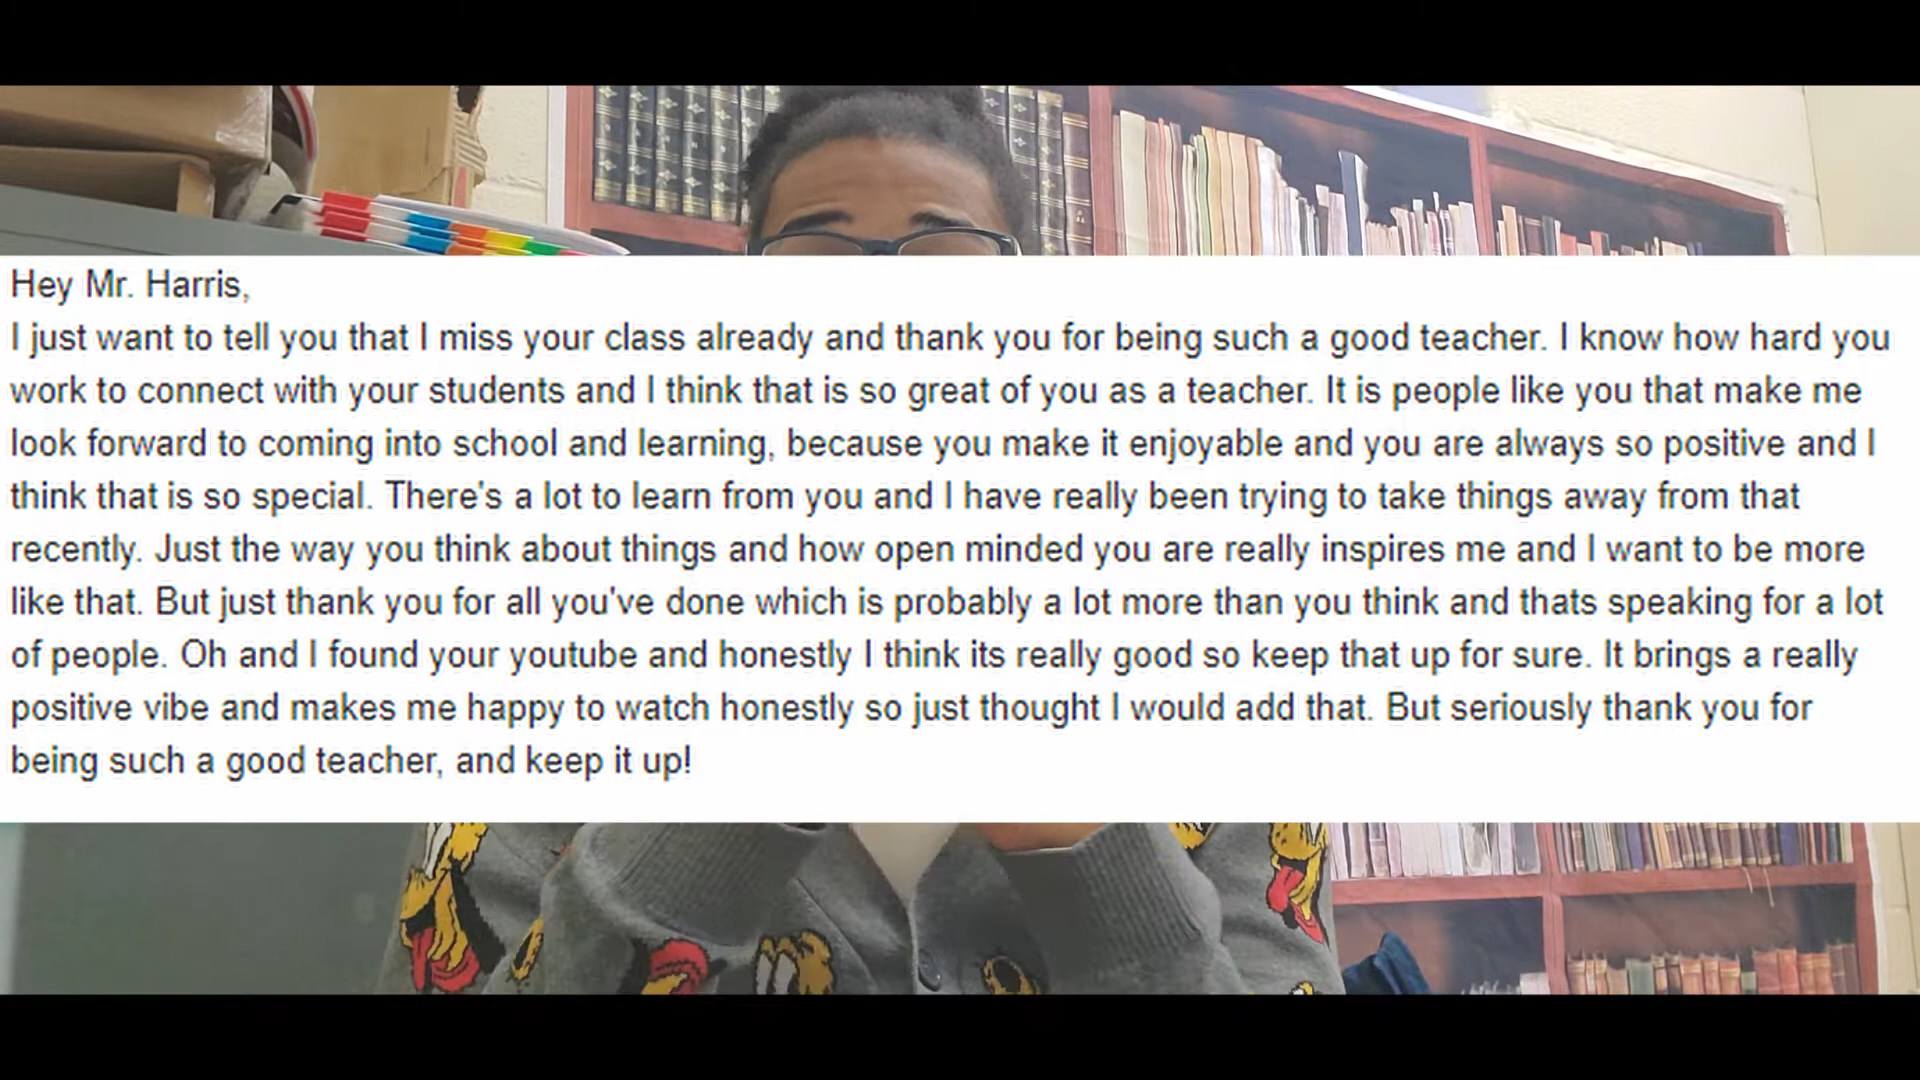 Hey Mr. Harris,
I just want to tell you that I miss your class already and thank you for being such a good teacher. I know how hard you
work to connect with your students and I think that is so great of you as a teacher. It is people like you that make me
look forward to coming into school and learning, because you make it enjoyable and you are always so positive and I
think that is so special. There's a lot to learn from you and I have really been trying to take things away from that
recently. Just the way you think about things and how open minded you are really inspires me and I want to be more
like that. But just thank you for all you've done which is probably a lot more than you think and thats speaking for a lot
of people. Oh and I found your youtube and honestly I think its really good so keep that up for sure. It brings a really
positive vibe and makes me happy to watch honestly so just thought I would add that. But seriously thank you for
being such a good teacher, and keep it up!